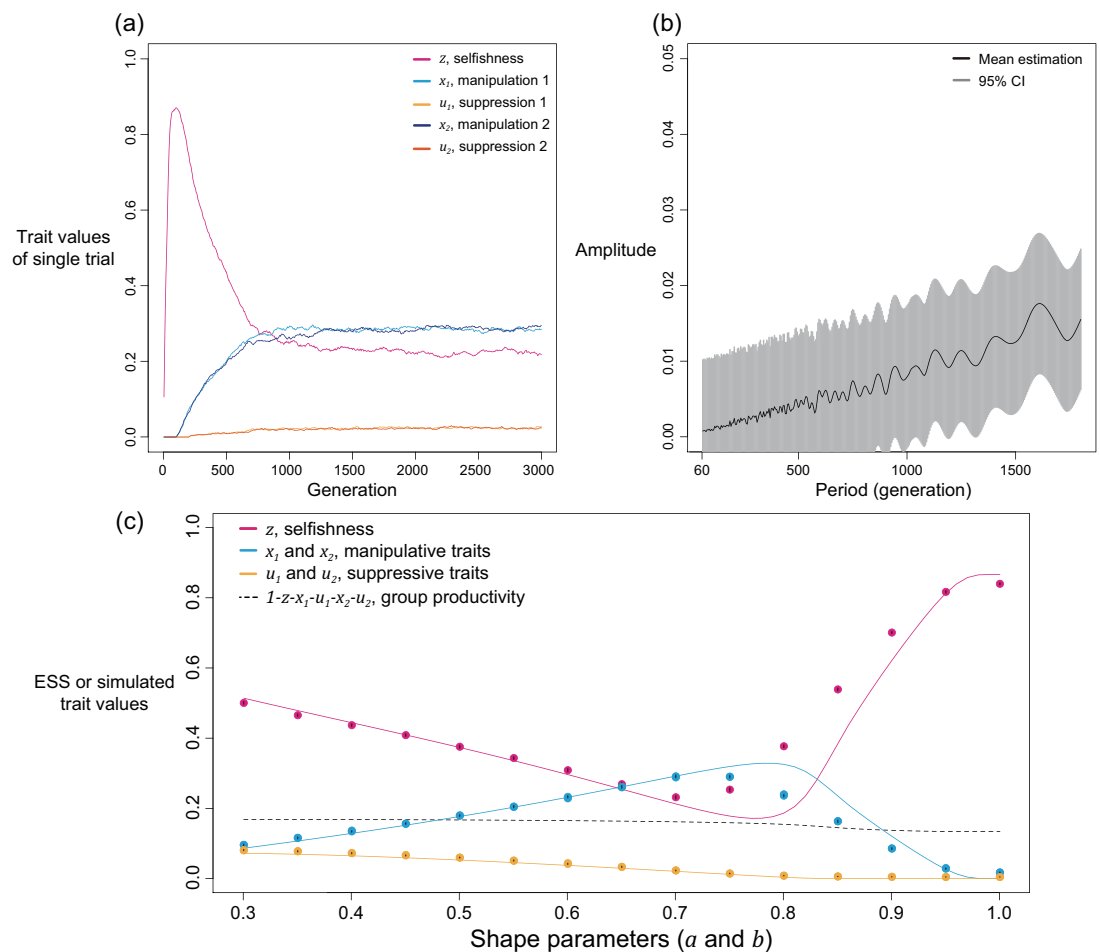 (a)
1.0
0.8
0.6
0.4
0.2
0.0
Trait values
of single trial
z, selfishness
x₁, manipulation 1
u₁, suppression 1
x₂, manipulation 2
u₂, suppression 2
0
500
1000
1500
2000
2500
3000
Generation
(b)
0.05
0.04
0.03
0.02
0.01
0.00
Amplitude
Mean estimation
95% CI
60
500
1000
1500
Period (generation)
(c)
1.0
0.8
0.6
0.4
0.2
0.0
ESS or simulated
trait values
z, selfishness
x₁ and x₂, manipulative traits
u₁ and u₂, suppressive traits
1-z-x₁-u₁-x₂-u₂, group productivity
0.3
0.4
0.5
0.6
0.7
0.8
0.9
1.0
Shape parameters (a and b)